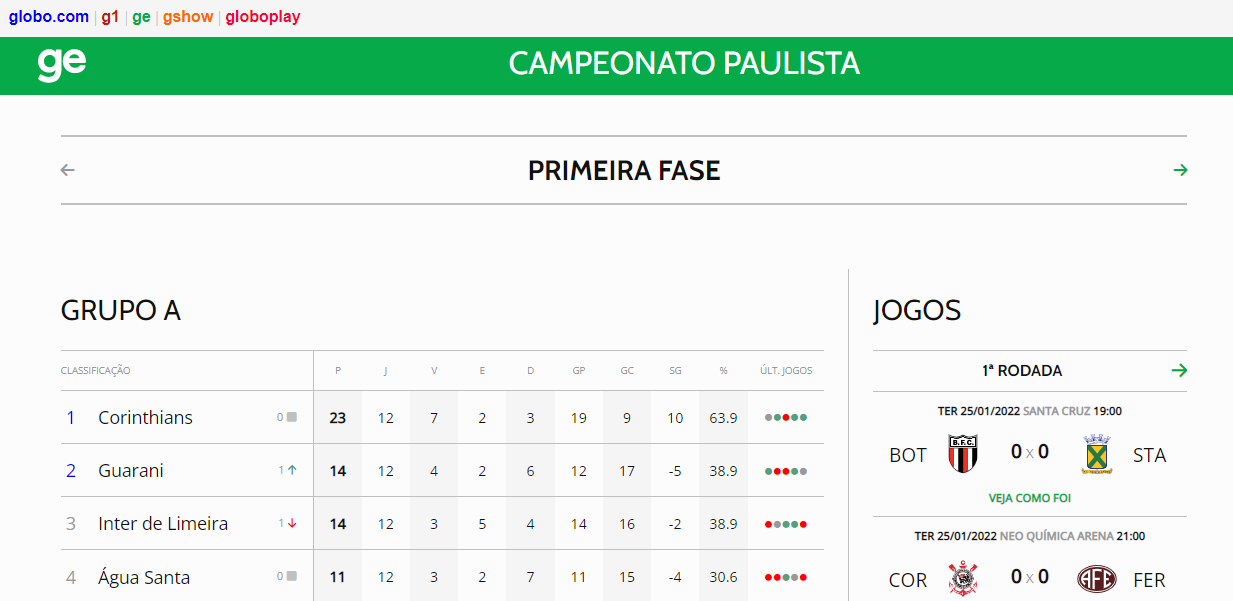 globo.com | g1 | ge | gshow | globoplay
ge CAMPEONATO PAULISTA
← PRIMEIRA FASE →
GRUPO A
CLASSIFICAÇÃO P J V E D GP GC SG % ÚLT. JOGOS
1 Corinthians 0 23 12 7 2 3 19 9 10 63.9
2 Guarani 1↑ 14 12 4 2 6 12 17 -5 38.9
3 Inter de Limeira 1↓ 14 12 3 5 4 14 16 -2 38.9
4 Água Santa 0 11 12 3 2 7 11 15 -4 30.6
JOGOS
1ª RODADA →
TER 25/01/2022 SANTA CRUZ 19:00
BOT B.F.C. 0 x 0 STA
VEJA COMO FOI
TER 25/01/2022 NEO QUÍMICA ARENA 21:00
COR 0 x 0 AFE FER